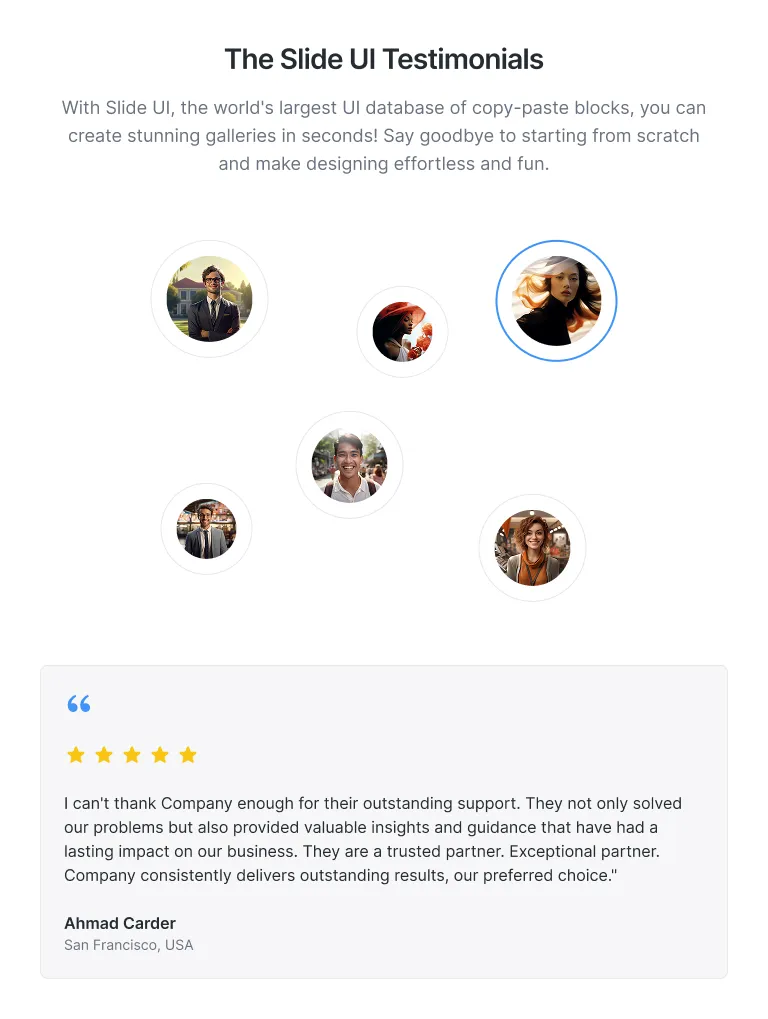 The Slide UI Testimonials
With Slide UI, the world's largest UI database of copy-paste blocks, you can
create stunning galleries in seconds! Say goodbye to starting from scratch
and make designing effortless and fun.
“
I can't thank Company enough for their outstanding support. They not only solved
our problems but also provided valuable insights and guidance that have had a
lasting impact on our business. They are a trusted partner. Exceptional partner.
Company consistently delivers outstanding results, our preferred choice."
Ahmad Carder
San Francisco, USA